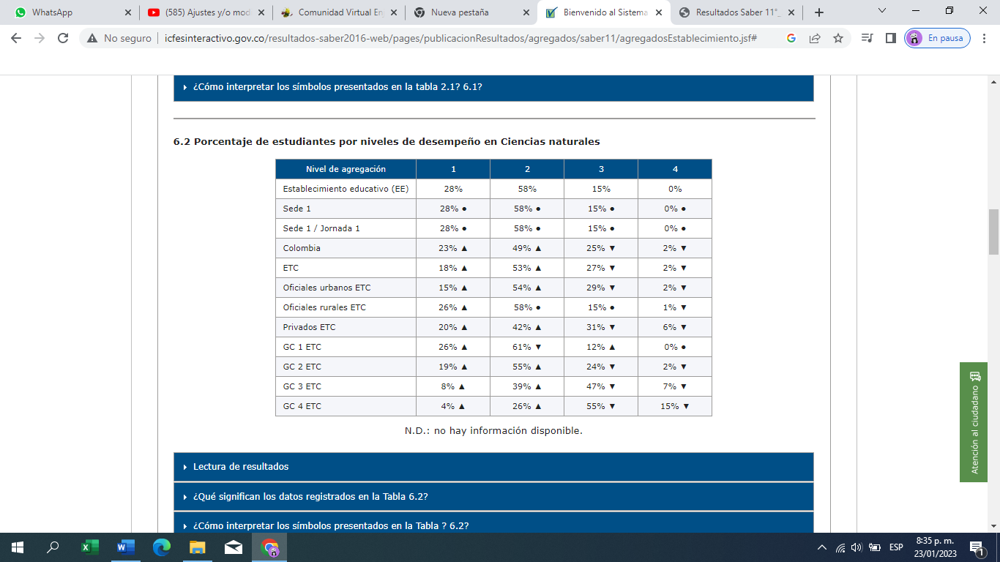 WhatsApp (585) Ajustes y/o mod Comunidad Virtual En Nueva pestaña Bienvenido al Sistema Resultados Saber 11°_
No seguro icfesinteractivo.gov.co/resultados-saber2016-web/pages/publicacionResultados/agregados/saber11/agregadosEstablecimiento.jsf# En pausa
¿Cómo interpretar los símbolos presentados en la tabla 2.1? 6.1?
6.2 Porcentaje de estudiantes por niveles de desempeño en Ciencias naturales
Nivel de agregación 1 2 3 4
Establecimiento educativo (EE) 28% 58% 15% 0%
Sede 1 28% ● 58% ● 15% ● 0% ●
Sede 1 / Jornada 1 28% ● 58% ● 15% ● 0% ●
Colombia 23% ▲ 49% ▲ 25% ▼ 2% ▼
ETC 18% ▲ 53% ▲ 27% ▼ 2% ▼
Oficiales urbanos ETC 15% ▲ 54% ▲ 29% ▼ 2% ▼
Oficiales rurales ETC 26% ▲ 58% ● 15% ● 1% ▼
Privados ETC 20% ▲ 42% ▲ 31% ▼ 6% ▼
GC 1 ETC 26% ▲ 61% ▼ 12% ▲ 0% ●
GC 2 ETC 19% ▲ 55% ▲ 24% ▼ 2% ▼
GC 3 ETC 8% ▲ 39% ▲ 47% ▼ 7% ▼
GC 4 ETC 4% ▲ 26% ▲ 55% ▼ 15% ▼
N.D.: no hay información disponible.
Lectura de resultados
¿Qué significan los datos registrados en la Tabla 6.2?
¿Cómo interpretar los símbolos presentados en la Tabla ? 6.2?
Atención al ciudadano
ESP 8:35 p. m.
23/01/2023
1